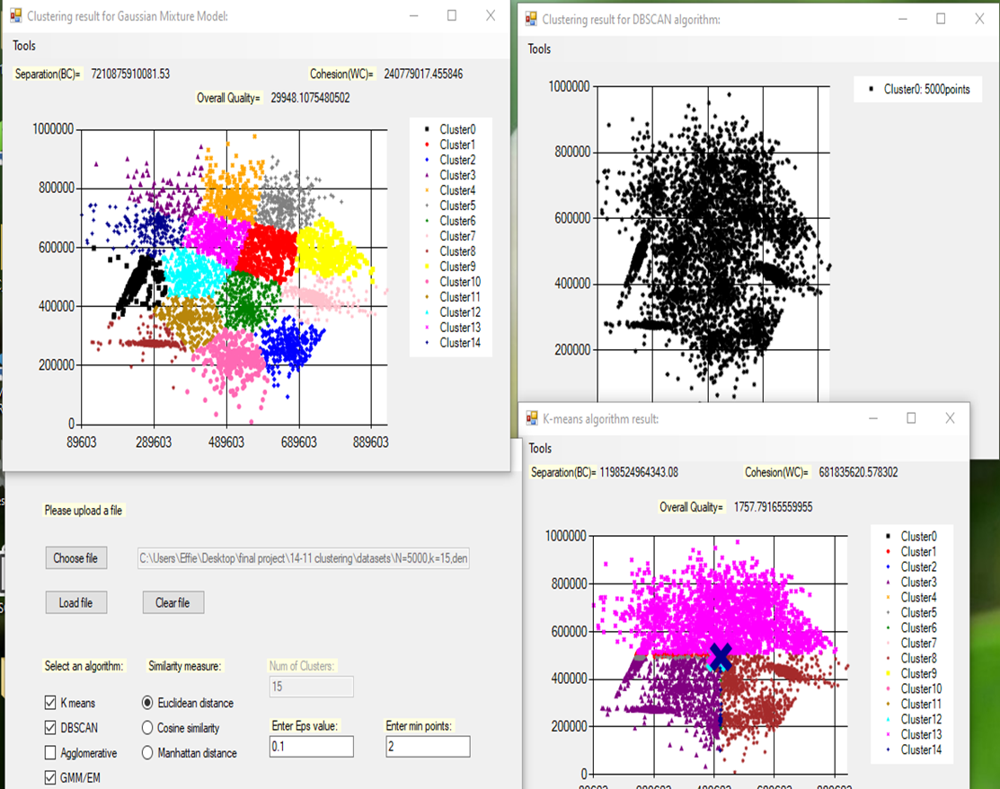 Clustering result for Gaussian Mixture Model:
Tools
Separation(BC)= 7210875910081.53 Cohesion(WC)= 240779017.455846
Overall Quality= 29948.1075480502
1000000
800000
600000
400000
200000
0
89603 289603 489603 689603 889603
Cluster0
Cluster1
Cluster2
Cluster3
Cluster4
Cluster5
Cluster6
Cluster7
Cluster8
Cluster9
Cluster10
Cluster11
Cluster12
Cluster13
Cluster14
Clustering result for DBSCAN algorithm:
Tools
1000000
800000
600000
400000
200000
Cluster0: 5000points
Please upload a file
Choose file C:\Users\Effie\Desktop\final project\14-11 clustering\datasets\N=5000,k=15,den
Load file Clear file
Select an algorithm: Similarity measure: Num of Clusters:
15
K means Euclidean distance
DBSCAN Cosine similarity Enter Eps value: Enter min points:
Agglomerative Manhattan distance 0.1 2
GMM/EM
K-means algorithm result:
Tools
Separation(BC)= 1198524964343.08 Cohesion(WC)= 681835620.578302
Overall Quality= 1757.79165559955
1000000
800000
600000
400000
200000
0
Cluster0
Cluster1
Cluster2
Cluster3
Cluster4
Cluster5
Cluster6
Cluster7
Cluster8
Cluster9
Cluster10
Cluster11
Cluster12
Cluster13
Cluster14